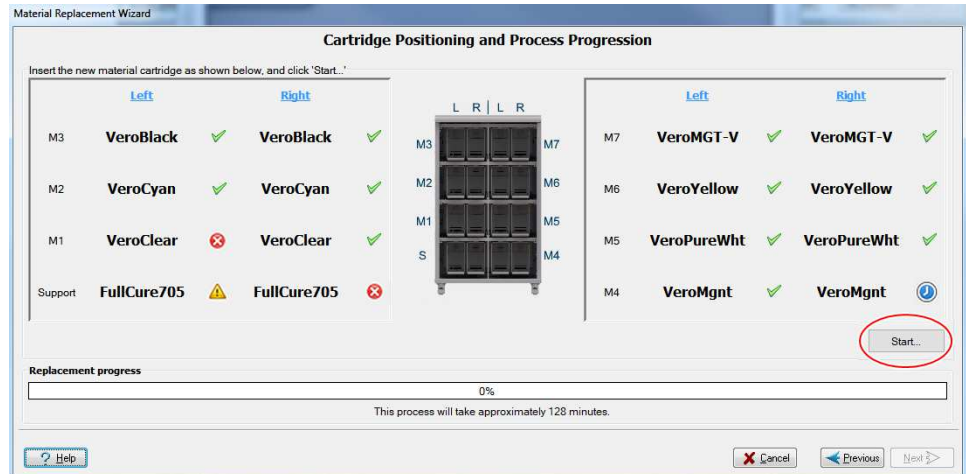 Material Replacement Wizard
Cartridge Positioning and Process Progression
Insert the new material cartridge as shown below, and click 'Start...'
Left Right
M3 VeroBlack VeroBlack
M2 VeroCyan VeroCyan
M1 VeroClear VeroClear
Support FullCure705 FullCure705
L R L R
M3 M7
M2 M6
M1 M5
S M4
Left Right
M7 VeroMGT-V VeroMGT-V
M6 VeroYellow VeroYellow
M5 VeroPureWht VeroPureWht
M4 VeroMgnt VeroMgnt
Start...
Replacement progress
0%
This process will take approximately 128 minutes.
? Help Cancel Previous Next